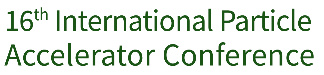 16th International Particle
Accelerator Conference